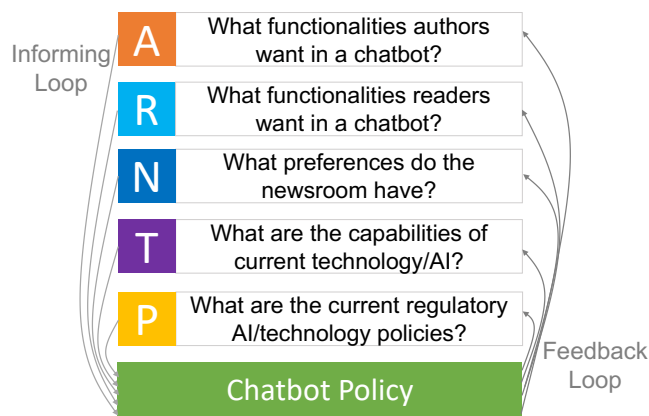 Informing
Loop
A
What functionalities authors
want in a chatbot?
R
What functionalities readers
want in a chatbot?
N
What preferences do the
newsroom have?
T
What are the capabilities of
current technology/AI?
P
What are the current regulatory
AI/technology policies?
Chatbot Policy
Feedback
Loop